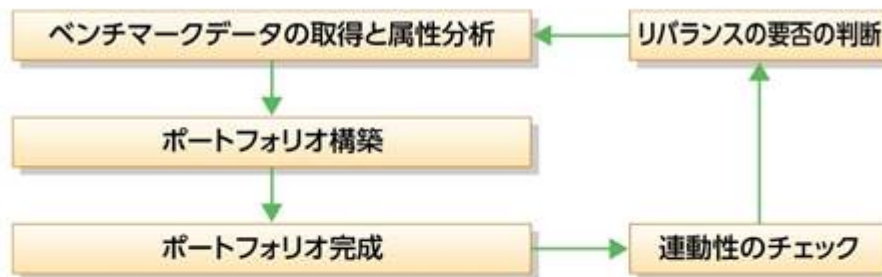 ベンチマークデータの取得と属性分析
リバランスの要否の判断
ポートフォリオ構築
ポートフォリオ完成
連動性のチェック